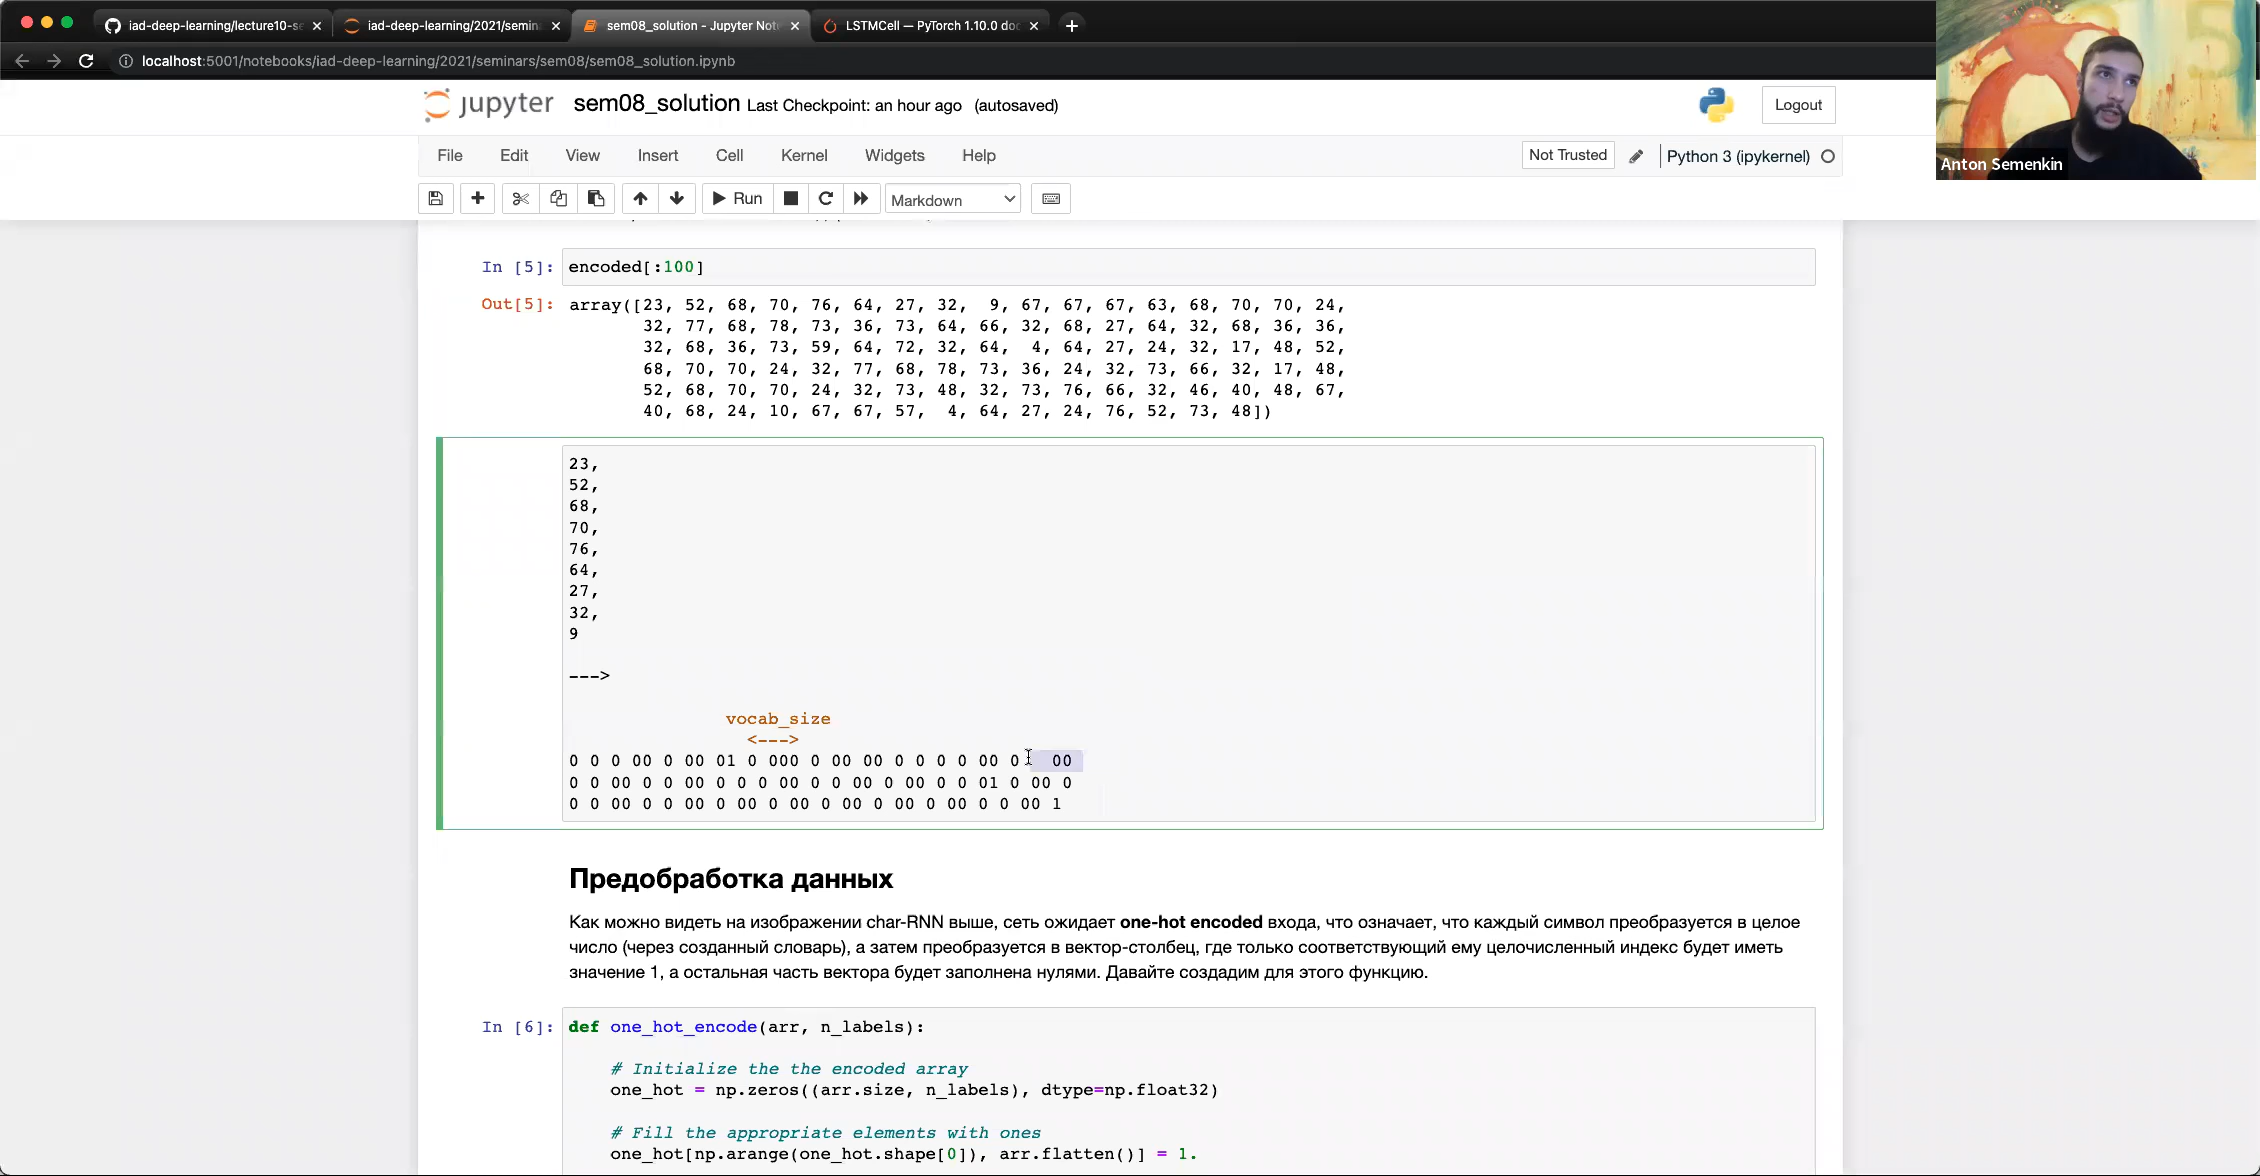 iad-deep-learning/lecture10-se
iad-deep-learning/2021/semin
sem08_solution - Jupyter Note
LSTMCell — PyTorch 1.10.0 doc
localhost:5001/notebooks/iad-deep-learning/2021/seminars/sem08/sem08_solution.ipynb
Anton Semenkin
jupyter sem08_solution Last Checkpoint: an hour ago (autosaved)
Logout
File Edit View Insert Cell Kernel Widgets Help
Not Trusted
Python 3 (ipykernel)
Run
Markdown
In [5]: encoded[:100]
Out[5]: array([23, 52, 68, 70, 76, 64, 27, 32,  9, 67, 67, 67, 63, 68, 70, 70, 24,
32, 77, 68, 78, 73, 36, 73, 64, 66, 32, 68, 27, 64, 32, 68, 36, 36,
32, 68, 36, 73, 59, 64, 72, 32, 64,  4, 64, 27, 24, 32, 17, 48, 52,
68, 70, 70, 24, 32, 77, 68, 78, 73, 36, 24, 32, 73, 66, 32, 17, 48,
52, 68, 70, 70, 24, 32, 73, 48, 32, 73, 76, 66, 32, 46, 40, 48, 67,
40, 68, 24, 10, 67, 67, 57,  4, 64, 27, 24, 76, 52, 73, 48])
23,
52,
68,
70,
76,
64,
27,
32,
9
--->
vocab_size
<--->
0 0 0 00 0 00 01 0 000 0 00 00 0 0 0 0 00 0   00
0 0 00 0 0 00 0 0 0 00 0 0 00 0 00 0 0 01 0 00 0
0 0 00 0 0 00 0 00 0 00 0 00 0 00 0 00 0 0 00 1
Предобработка данных
Как можно видеть на изображении char-RNN выше, сеть ожидает one-hot encoded входа, что означает, что каждый символ преобразуется в целое
число (через созданный словарь), а затем преобразуется в вектор-столбец, где только соответствующий ему целочисленный индекс будет иметь
значение 1, а остальная часть вектора будет заполнена нулями. Давайте создадим для этого функцию.
In [6]: def one_hot_encode(arr, n_labels):
# Initialize the the encoded array
one_hot = np.zeros((arr.size, n_labels), dtype=np.float32)
# Fill the appropriate elements with ones
one_hot[np.arange(one_hot.shape[0]), arr.flatten()] = 1.